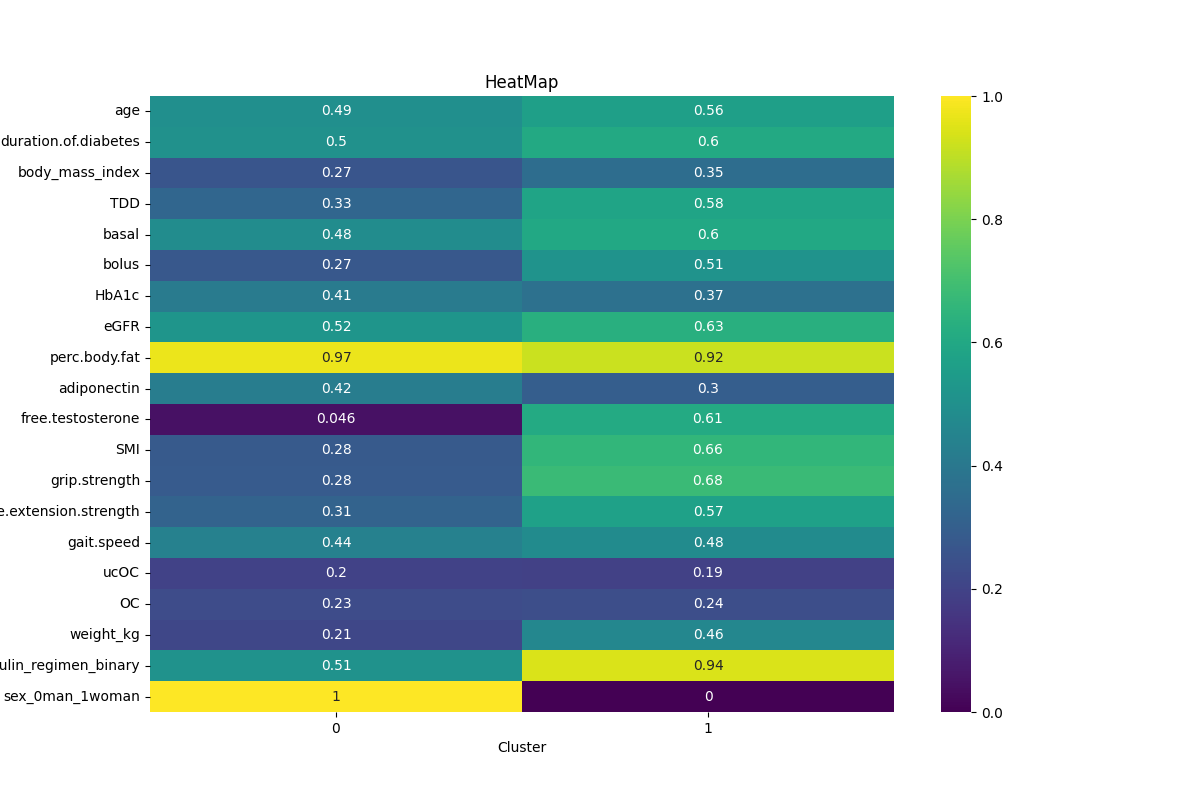 HeatMap
age 0.49 0.56 1.0
duration.of.diabetes 0.5 0.6
body_mass_index 0.27 0.35
TDD 0.33 0.58 0.8
basal 0.48 0.6
bolus 0.27 0.51
HbA1c 0.41 0.37
eGFR 0.52 0.63 0.6
perc.body.fat 0.97 0.92
adiponectin 0.42 0.3
free.testosterone 0.046 0.61
SMI 0.28 0.66 0.4
grip.strength 0.28 0.68
e.extension.strength 0.31 0.57
gait.speed 0.44 0.48
ucOC 0.2 0.19 0.2
OC 0.23 0.24
weight_kg 0.21 0.46
ulin_regimen_binary 0.51 0.94
sex_0man_1woman 1 0 0.0
0 1
Cluster